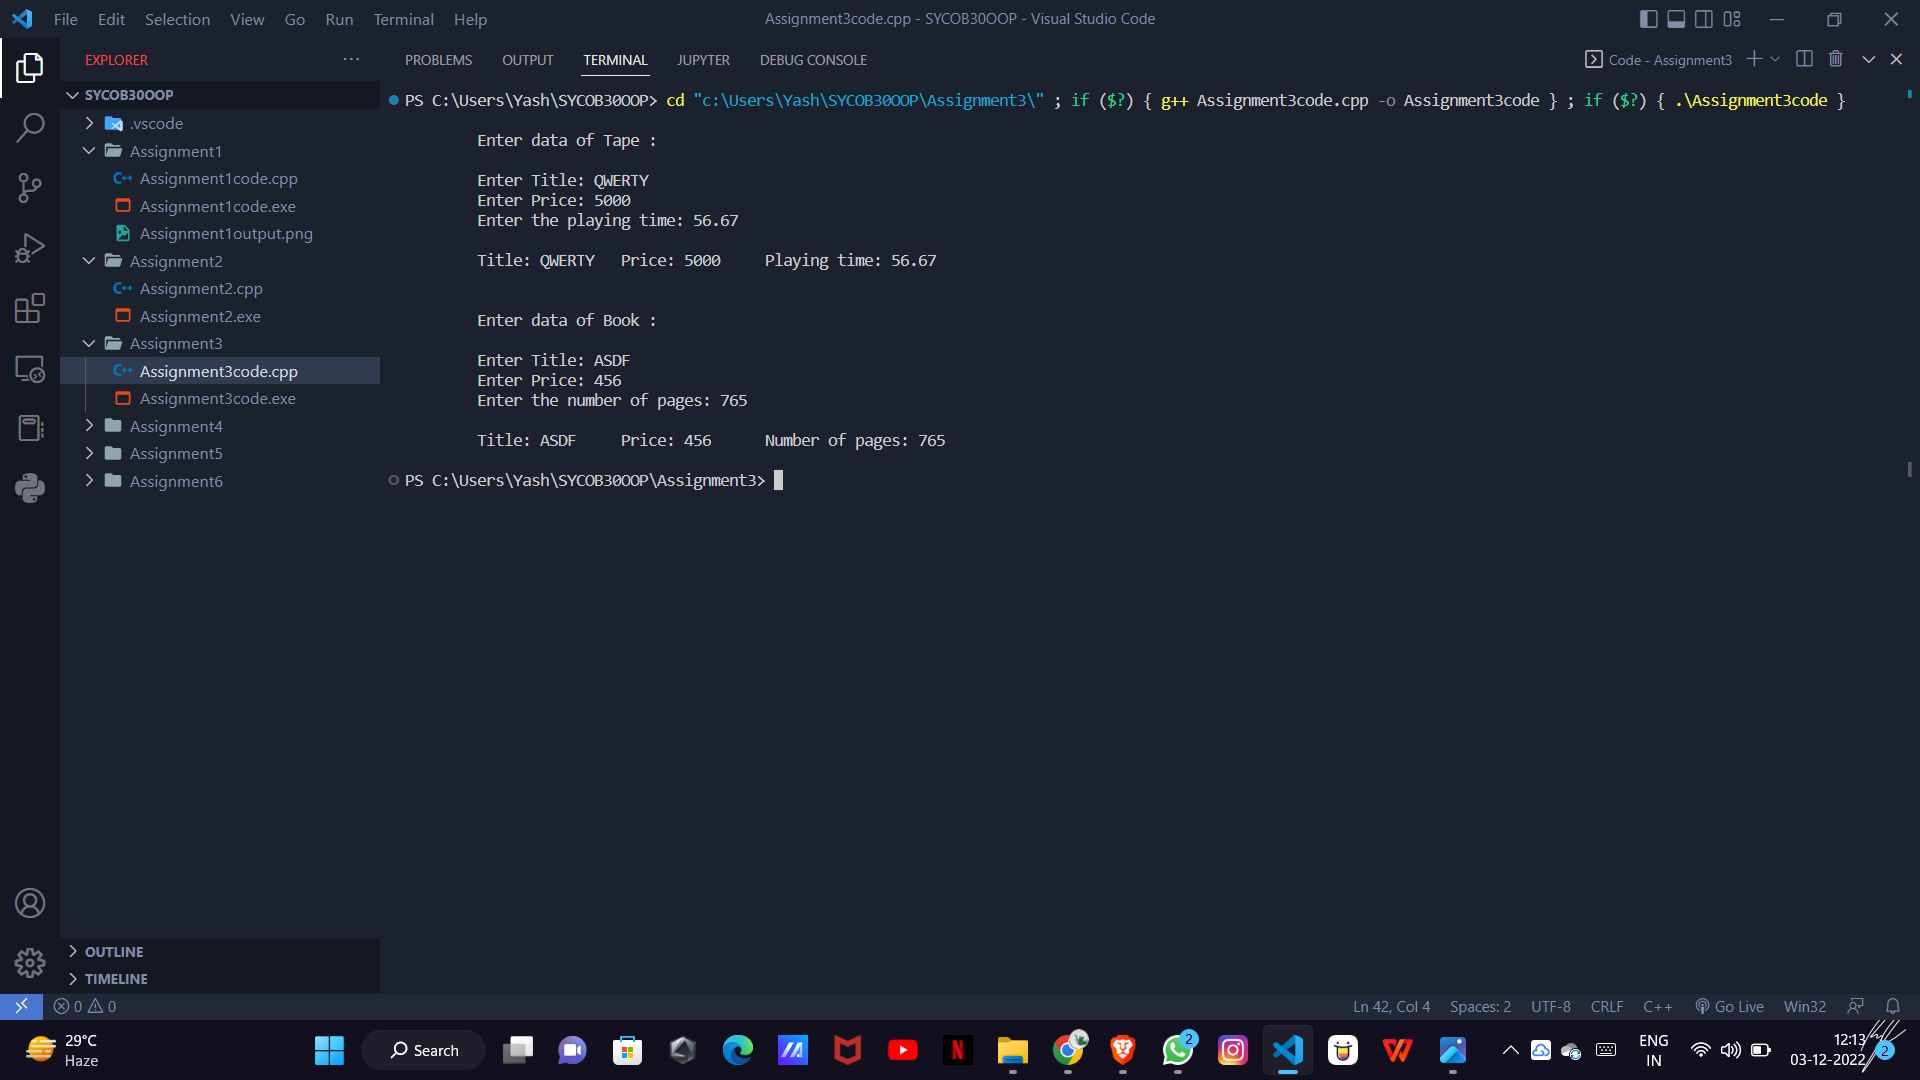 File Edit Selection View Go Run Terminal Help
Assignment3code.cpp - SYCOB30OOP - Visual Studio Code
EXPLORER
SYCOB30OOP
.vscode
Assignment1
Assignment1code.cpp
Assignment1code.exe
Assignment1output.png
Assignment2
Assignment2.cpp
Assignment2.exe
Assignment3
Assignment3code.cpp
Assignment3code.exe
Assignment4
Assignment5
Assignment6
OUTLINE
TIMELINE
PROBLEMS OUTPUT TERMINAL JUPYTER DEBUG CONSOLE
Code - Assignment3
PS C:\Users\Yash\SYCOB30OOP> cd "c:\Users\Yash\SYCOB30OOP\Assignment3\" ; if ($?) { g++ Assignment3code.cpp -o Assignment3code } ; if ($?) { .\Assignment3code }
Enter data of Tape :
Enter Title: QWERTY
Enter Price: 5000
Enter the playing time: 56.67
Title: QWERTY Price: 5000 Playing time: 56.67
Enter data of Book :
Enter Title: ASDF
Enter Price: 456
Enter the number of pages: 765
Title: ASDF Price: 456 Number of pages: 765
PS C:\Users\Yash\SYCOB30OOP\Assignment3>
0 0
Ln 42, Col 4 Spaces: 2 UTF-8 CRLF C++ Go Live Win32
29°C
Haze
Search
2
ENG
IN
12:13
03-12-2022
2